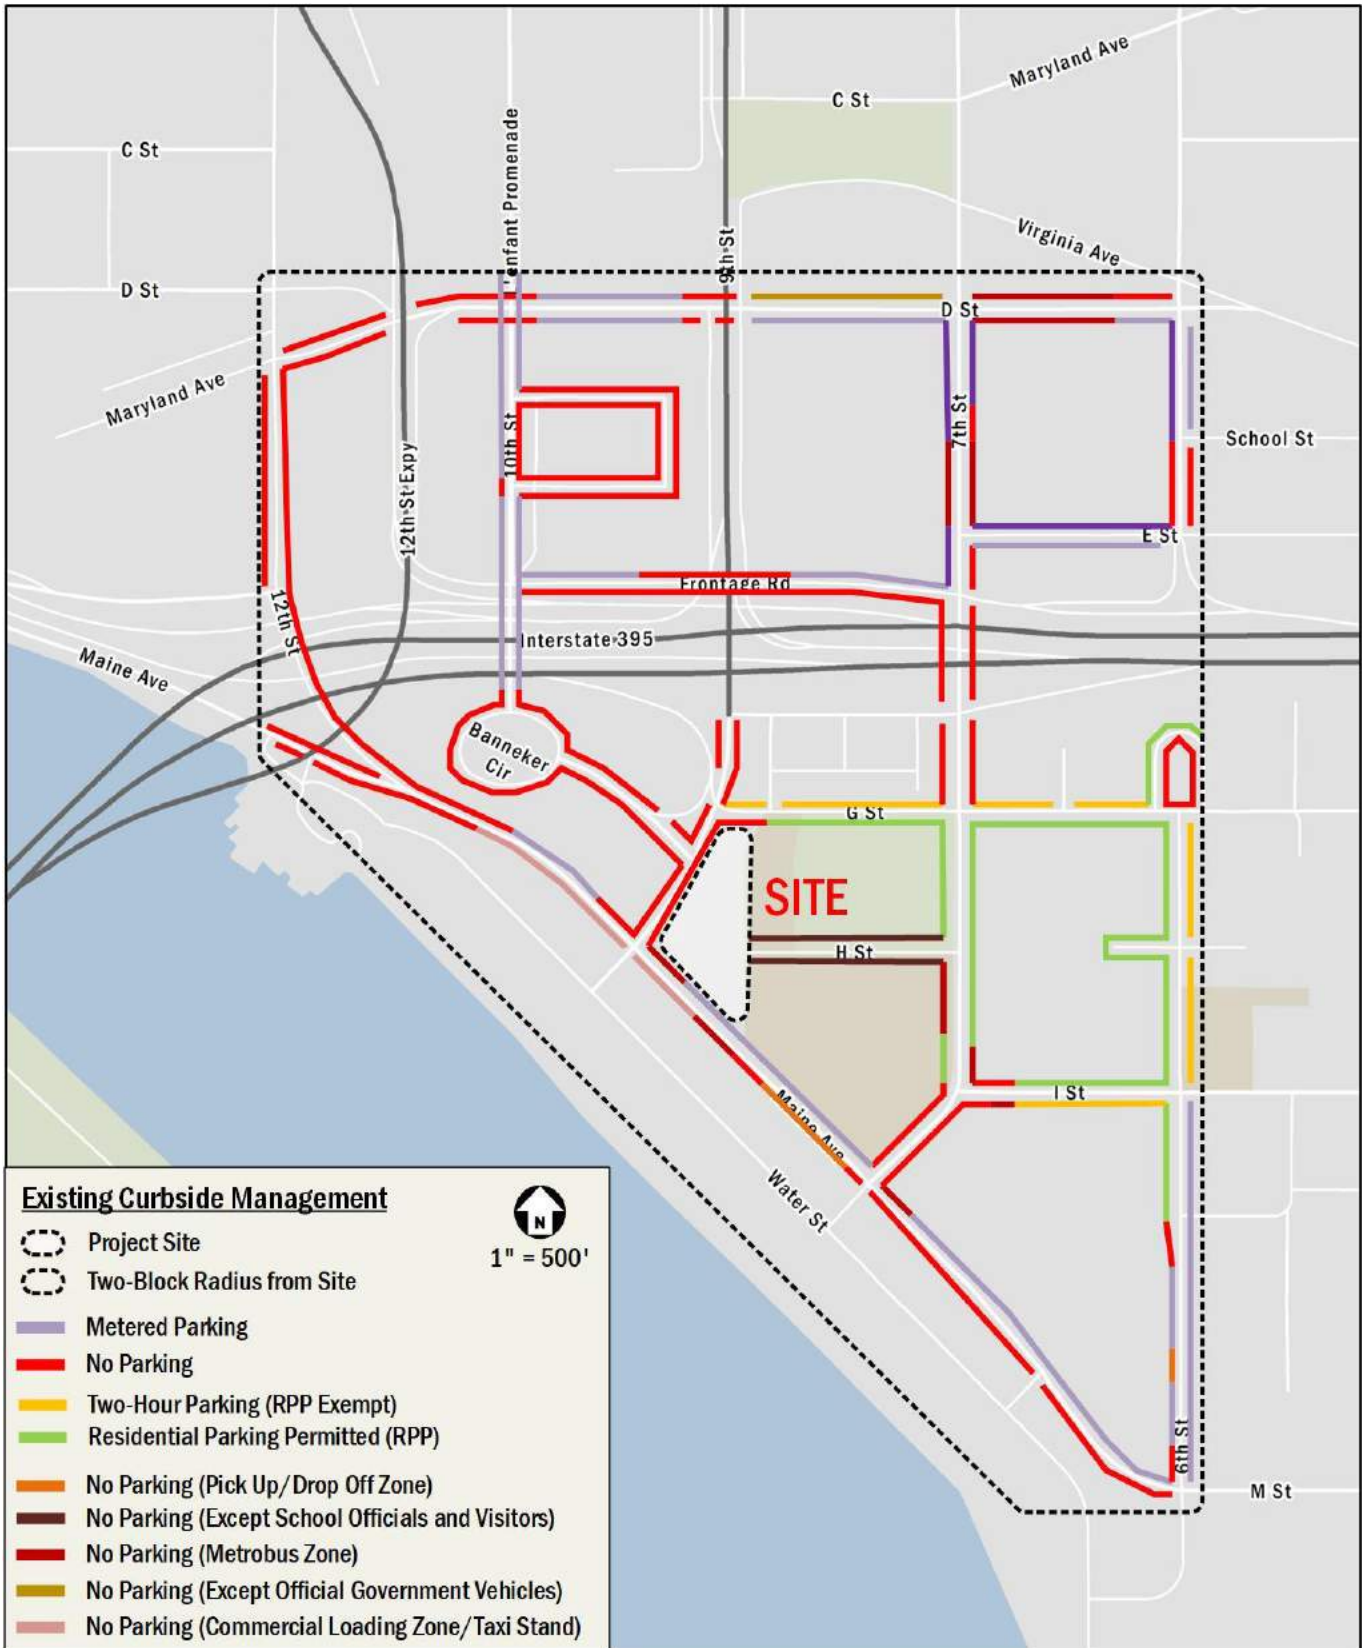 Maryland Ave
C St
C St
L'enfant Promenade
9th St
Virginia Ave
D St
D St
Maryland Ave
10th St
7th St
School St
12th St Expy
E St
Frontage Rd
12th St
Interstate 395
Maine Ave
Banneker
Cir
G St
SITE
H St
I St
Maine Ave
Water St
6th St
M St
Existing Curbside Management
N
1" = 500'
Project Site
Two-Block Radius from Site
Metered Parking
No Parking
Two-Hour Parking (RPP Exempt)
Residential Parking Permitted (RPP)
No Parking (Pick Up/Drop Off Zone)
No Parking (Except School Officials and Visitors)
No Parking (Metrobus Zone)
No Parking (Except Official Government Vehicles)
No Parking (Commercial Loading Zone/Taxi Stand)